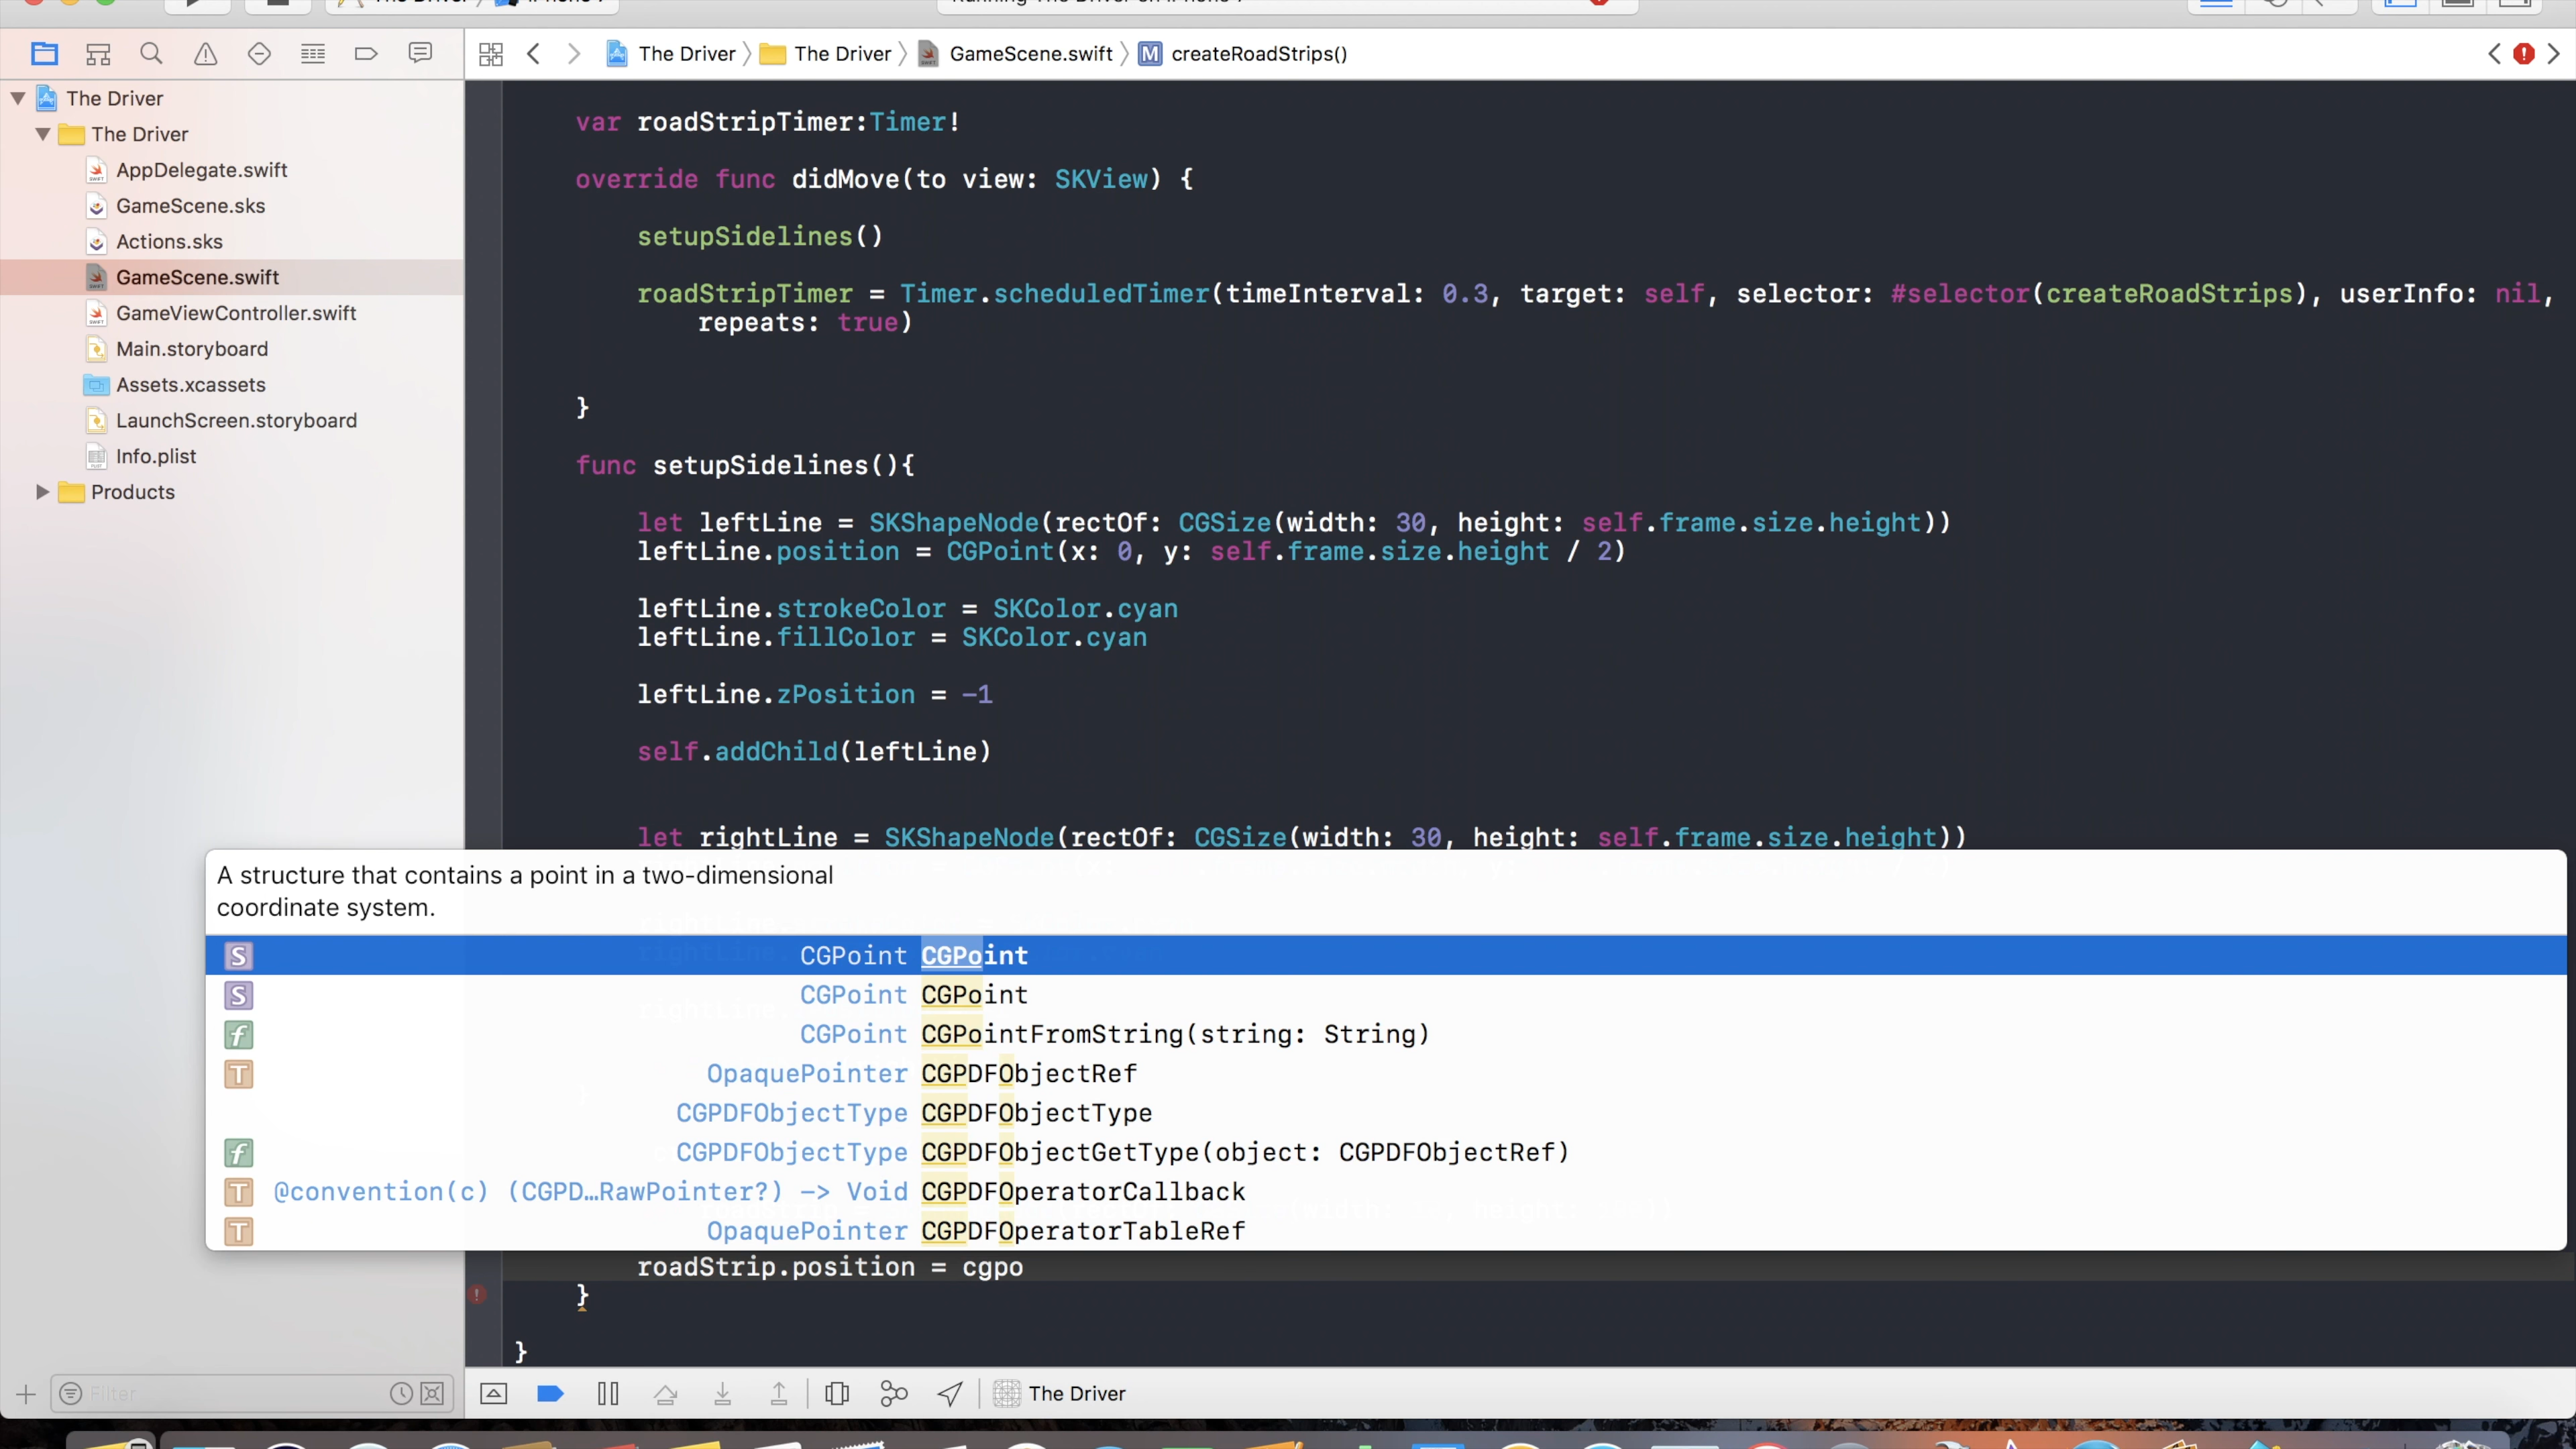 The Driver
The Driver
GameScene.swift
createRoadStrips()
The Driver
The Driver
AppDelegate.swift
GameScene.sks
Actions.sks
GameScene.swift
GameViewController.swift
Main.storyboard
Assets.xcassets
LaunchScreen.storyboard
Info.plist
Products
var roadStripTimer:Timer!
override func didMove(to view: SKView) {
setupSidelines()
roadStripTimer = Timer.scheduledTimer(timeInterval: 0.3, target: self, selector: #selector(createRoadStrips), userInfo: nil,
repeats: true)
}
func setupSidelines(){
let leftLine = SKShapeNode(rectOf: CGSize(width: 30, height: self.frame.size.height))
leftLine.position = CGPoint(x: 0, y: self.frame.size.height / 2)
leftLine.strokeColor = SKColor.cyan
leftLine.fillColor = SKColor.cyan
leftLine.zPosition = -1
self.addChild(leftLine)
let rightLine = SKShapeNode(rectOf: CGSize(width: 30, height: self.frame.size.height))
A structure that contains a point in a two-dimensional
coordinate system.
S CGPoint CGPoint
S CGPoint CGPoint
f CGPoint CGPointFromString(string: String)
T OpaquePointer CGPDFObjectRef
CGPDFObjectType CGPDFObjectType
f CGPDFObjectType CGPDFObjectGetType(object: CGPDFObjectRef)
T @convention(c) (CGPD…RawPointer?) -> Void CGPDFOperatorCallback
T OpaquePointer CGPDFOperatorTableRef
roadStrip.position = cgpo
}
}
Filter
The Driver